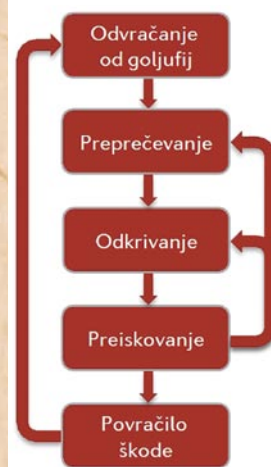 Odvračanje
od goljufij
Preprečevanje
Odkrivanje
Preiskovanje
Povračilo
škode